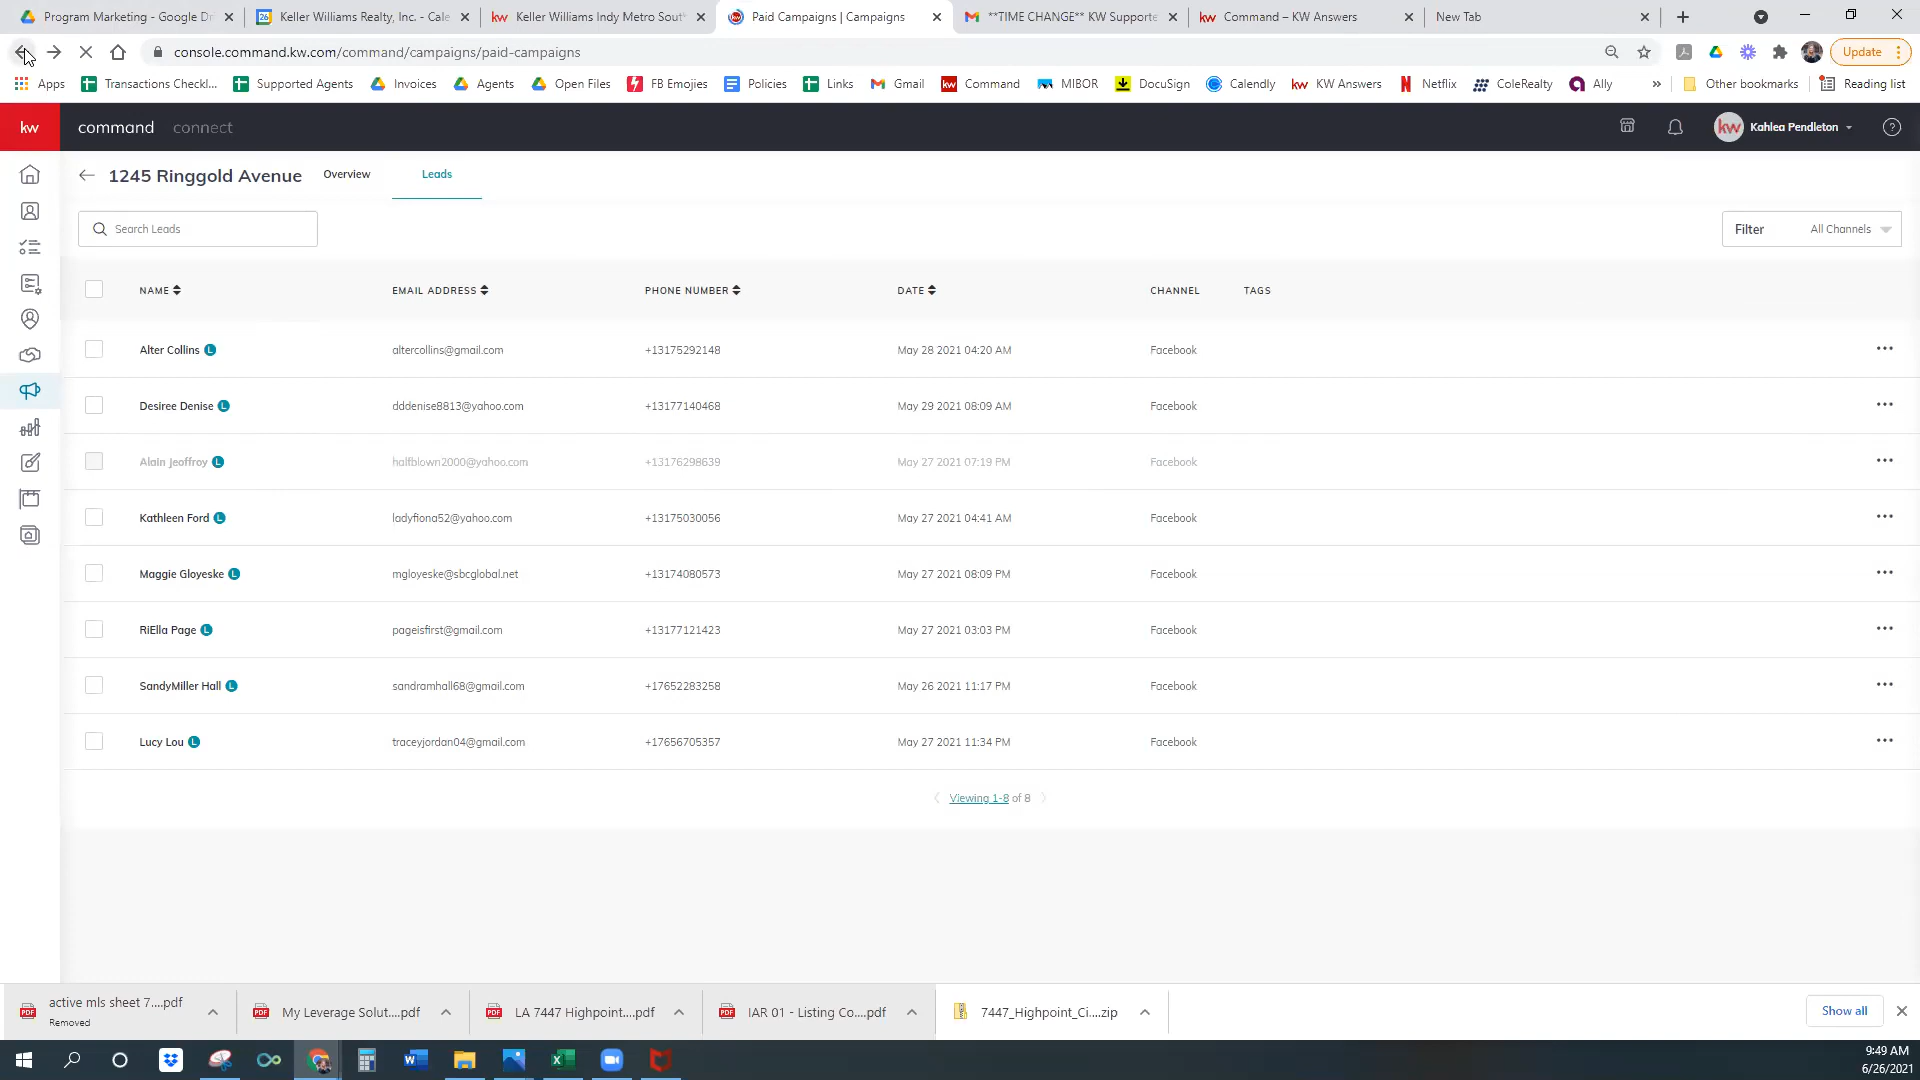 Program Marketing - Google Dr
Keller Williams Realty, Inc. - Cale
Keller Williams Indy Metro Sout
Paid Campaigns | Campaigns
**TIME CHANGE** KW Supporte
Command – KW Answers
New Tab
console.command.kw.com/command/campaigns/paid-campaigns
Update
Apps
Transactions Checkl...
Supported Agents
Invoices
Agents
Open Files
FB Emojies
Policies
Links
Gmail
Command
MIBOR
DocuSign
Calendly
KW Answers
Netflix
ColeRealty
Ally
»
Other bookmarks
Reading list
kw
command
connect
kw
Kahlea Pendleton
1245 Ringgold Avenue
Overview
Leads
Search Leads
Filter
All Channels
NAME
EMAIL ADDRESS
PHONE NUMBER
DATE
CHANNEL
TAGS
Alter Collins L altercollins@gmail.com +13175292148 May 28 2021 04:20 AM Facebook
Desiree Denise L dddenise8813@yahoo.com +13177140468 May 29 2021 08:09 AM Facebook
Alain Jeoffroy L halfblown2000@yahoo.com +13176298639 May 27 2021 07:19 PM Facebook
Kathleen Ford L ladyfiona52@yahoo.com +13175030056 May 27 2021 04:41 AM Facebook
Maggie Gloyeske L mgloyeske@sbcglobal.net +13174080573 May 27 2021 08:09 PM Facebook
RiElla Page L pageisfirst@gmail.com +13177121423 May 27 2021 03:03 PM Facebook
SandyMiller Hall L sandramhall68@gmail.com +17652283258 May 26 2021 11:17 PM Facebook
Lucy Lou L traceyjordan04@gmail.com +17656705357 May 27 2021 11:34 PM Facebook
Viewing 1-8 of 8
active mls sheet 7....pdf
Removed
My Leverage Solut....pdf
LA 7447 Highpoint....pdf
IAR 01 - Listing Co....pdf
7447_Highpoint_Ci....zip
Show all
9:49 AM
6/26/2021